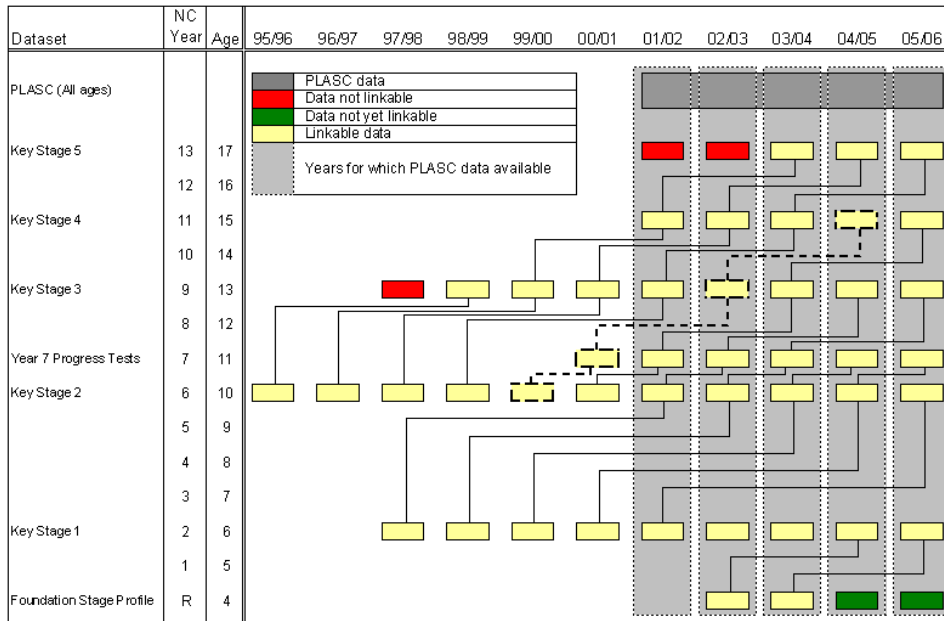 NC
Dataset Year Age 95/96 96/97 97/98 98/99 99/00 00/01 01/02 02/03 03/04 04/05 05/06
PLASC data
PLASC (All ages)
Data not linkable
Data not yet linkable
Linkable data
Key Stage 5 13 17
Years for which PLASC data available
12 16
Key Stage 4 11 15
10 14
Key Stage 3 9 13
8 12
Year 7 Progress Tests 7 11
Key Stage 2 6 10
5 9
4 8
3 7
Key Stage 1 2 6
1 5
Foundation Stage Profile R 4